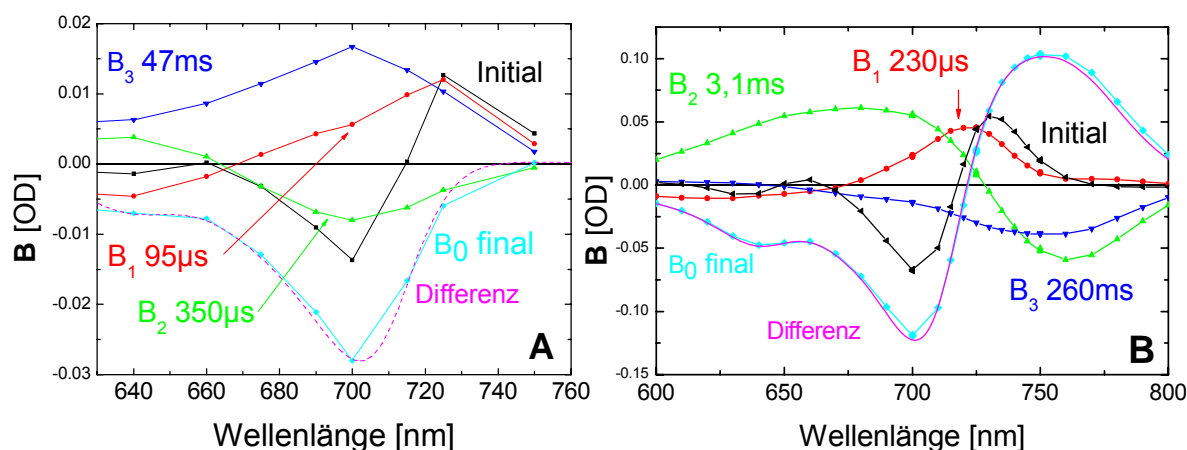 0.02
0.01
0.00
-0.01
-0.02
-0.03
B [OD]
B3 47ms
Initial
B1 95µs
B2 350µs
B0 final
Differenz
A
640 660 680 700 720 740 760
Wellenlänge [nm]
0.10
0.05
0.00
-0.05
-0.10
-0.15
B [OD]
B1 230µs
B2 3,1ms
Initial
B0 final
B3 260ms
Differenz
B
600 650 700 750 800
Wellenlänge [nm]